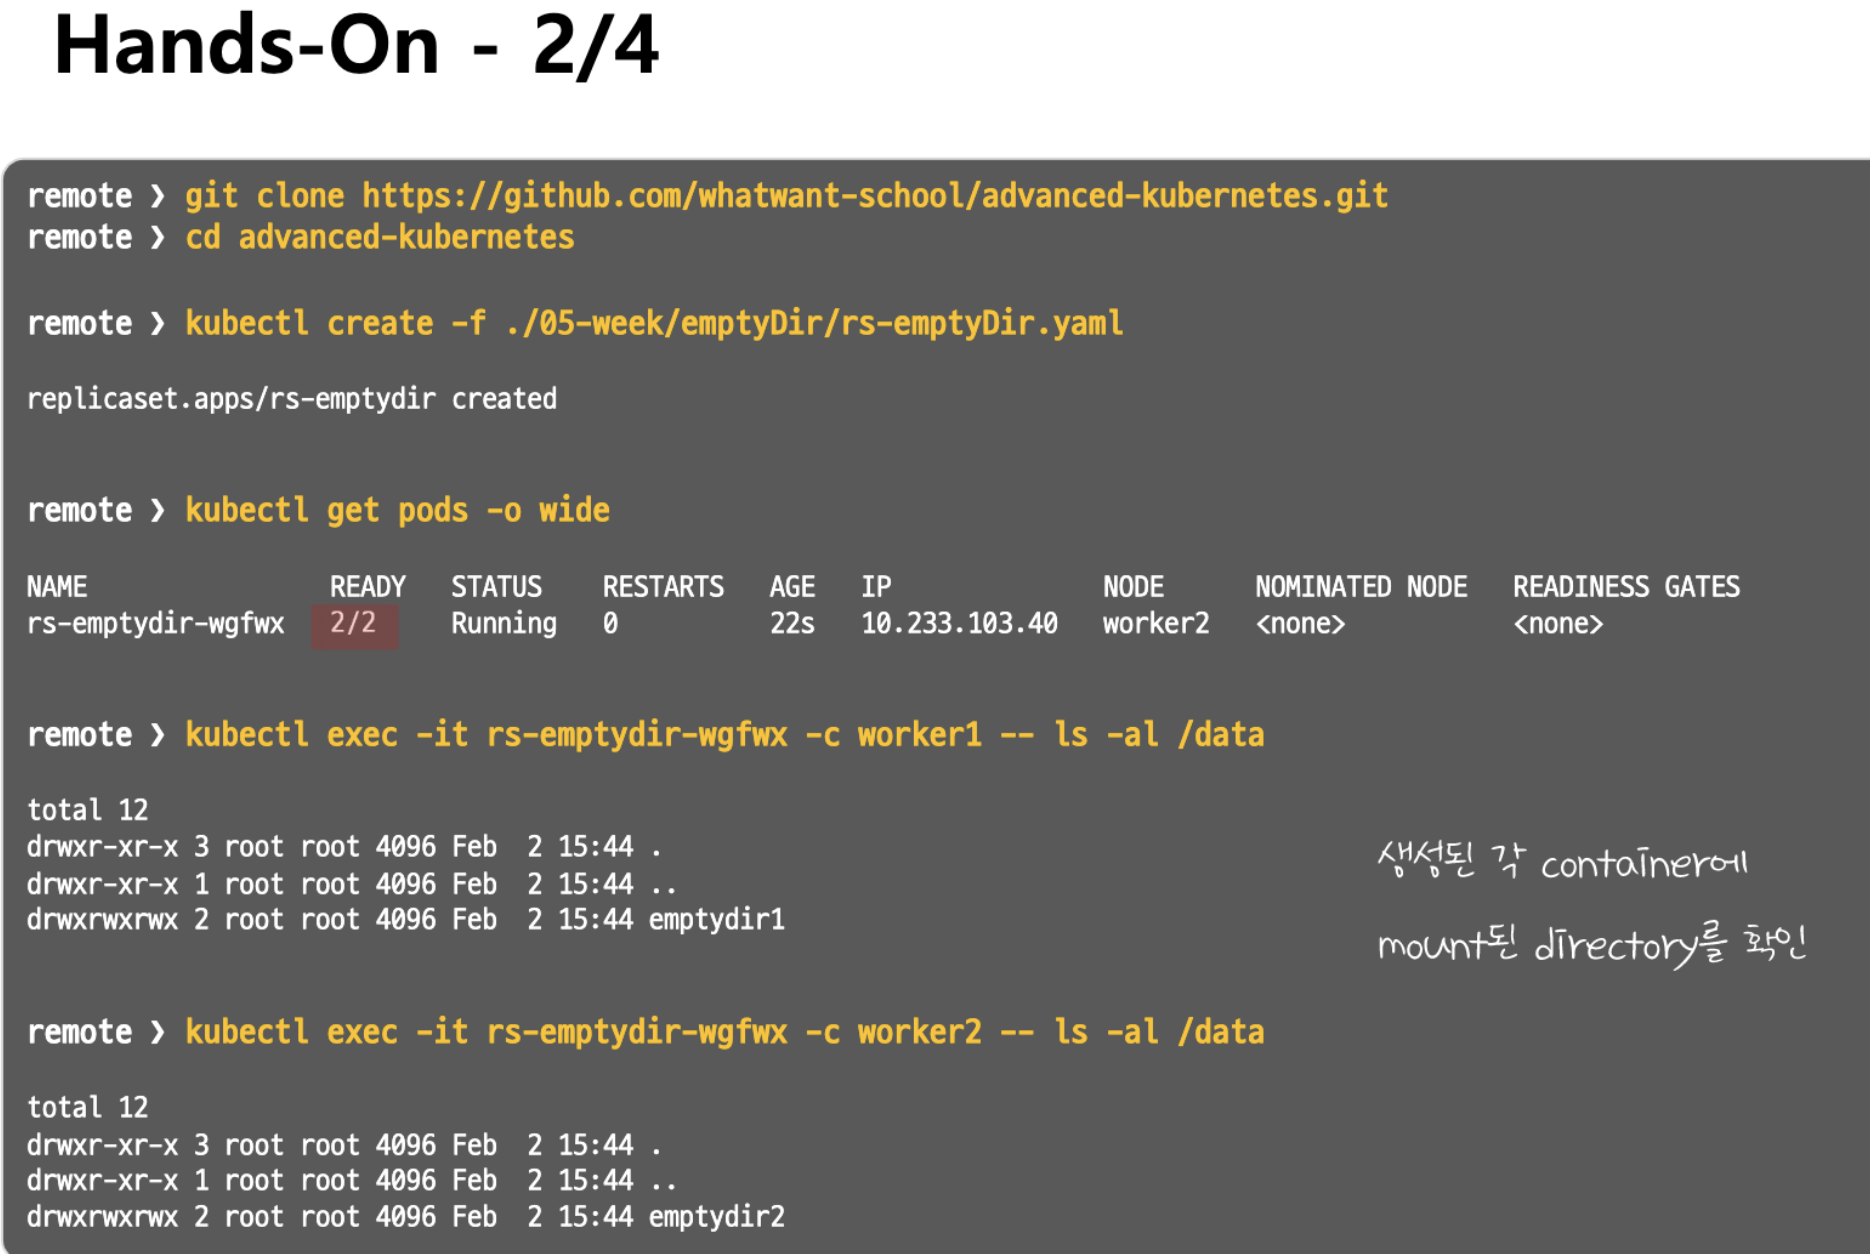 Hands-On - 2/4
remote ❯ git clone https://github.com/whatwant-school/advanced-kubernetes.git
remote ❯ cd advanced-kubernetes
remote ❯ kubectl create -f ./05-week/emptyDir/rs-emptyDir.yaml
replicaset.apps/rs-emptydir created
remote ❯ kubectl get pods -o wide
NAME READY STATUS RESTARTS AGE IP NODE NOMINATED NODE READINESS GATES
rs-emptydir-wgfwx 2/2 Running 0 22s 10.233.103.40 worker2 <none> <none>
remote ❯ kubectl exec -it rs-emptydir-wgfwx -c worker1 -- ls -al /data
total 12
drwxr-xr-x 3 root root 4096 Feb  2 15:44 .
drwxr-xr-x 1 root root 4096 Feb  2 15:44 ..
drwxrwxrwx 2 root root 4096 Feb  2 15:44 emptydir1
생성된 각 container에
mount된 directory를 확인
remote ❯ kubectl exec -it rs-emptydir-wgfwx -c worker2 -- ls -al /data
total 12
drwxr-xr-x 3 root root 4096 Feb  2 15:44 .
drwxr-xr-x 1 root root 4096 Feb  2 15:44 ..
drwxrwxrwx 2 root root 4096 Feb  2 15:44 emptydir2